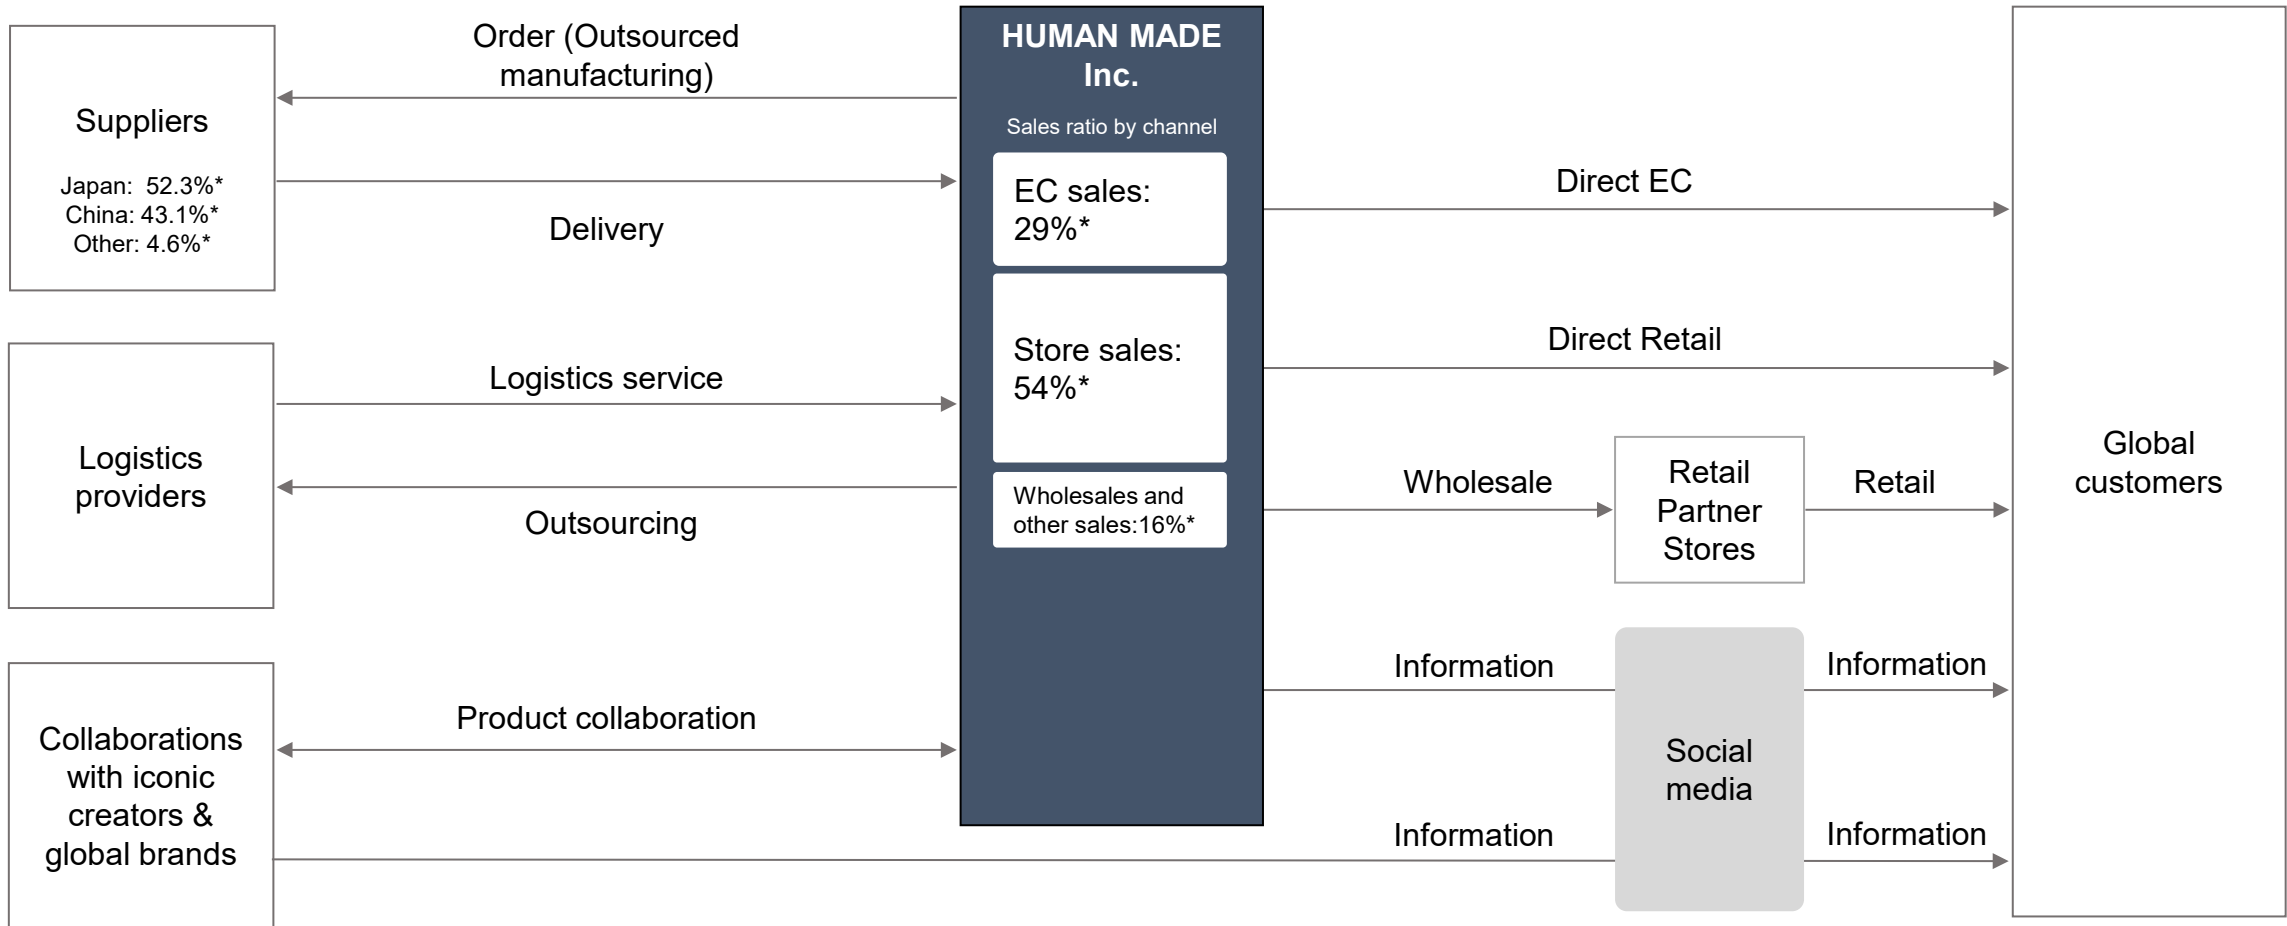 Suppliers
Japan:  52.3%*
China: 43.1%*
Other: 4.6%*
Order (Outsourced
manufacturing)
Delivery
Logistics
providers
Logistics service
Outsourcing
Collaborations
with iconic
creators &
global brands
Product collaboration
HUMAN MADE
Inc.
Sales ratio by channel
EC sales:
29%*
Store sales:
54%*
Wholesales and
other sales:16%*
Direct EC
Direct Retail
Wholesale
Retail
Partner
Stores
Retail
Information
Information
Social
media
Information
Information
Global
customers